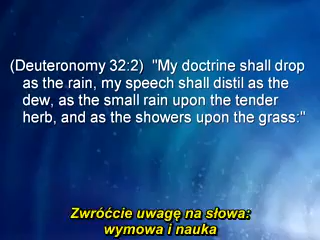 (Deuteronomy 32:2)  "My doctrine shall drop
as the rain, my speech shall distil as the
dew, as the small rain upon the tender
herb, and as the showers upon the grass:"
Zwróćcie uwagę na słowa:
wymowa i nauka